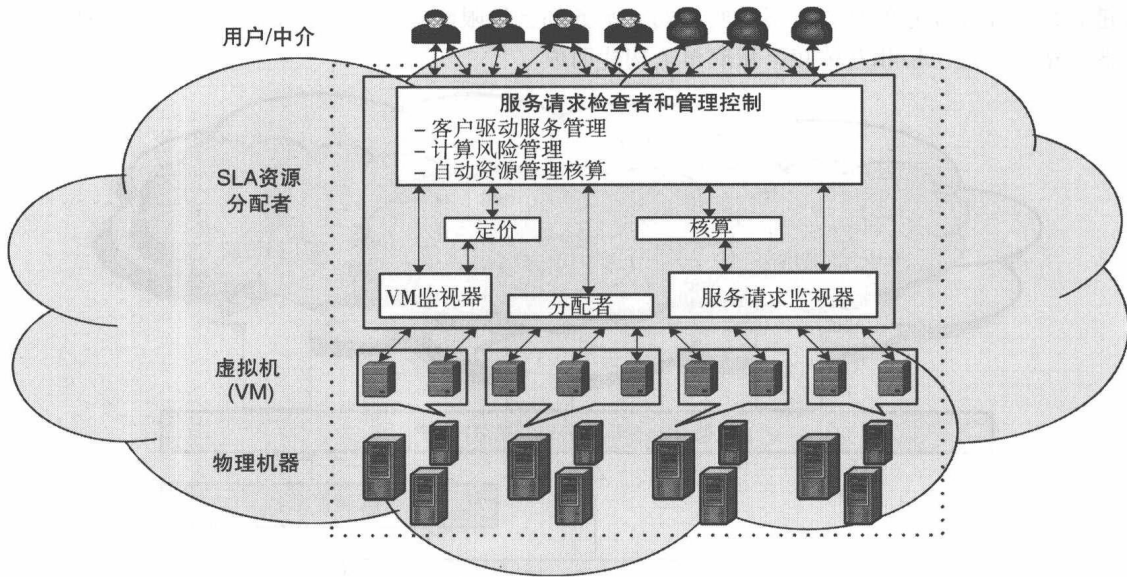 用户/中介
服务请求检查者和管理控制
– 客户驱动服务管理
– 计算风险管理
– 自动资源管理核算
SLA资源
分配者
定价
核算
VM监视器
分配者
服务请求监视器
虚拟机
(VM)
物理机器